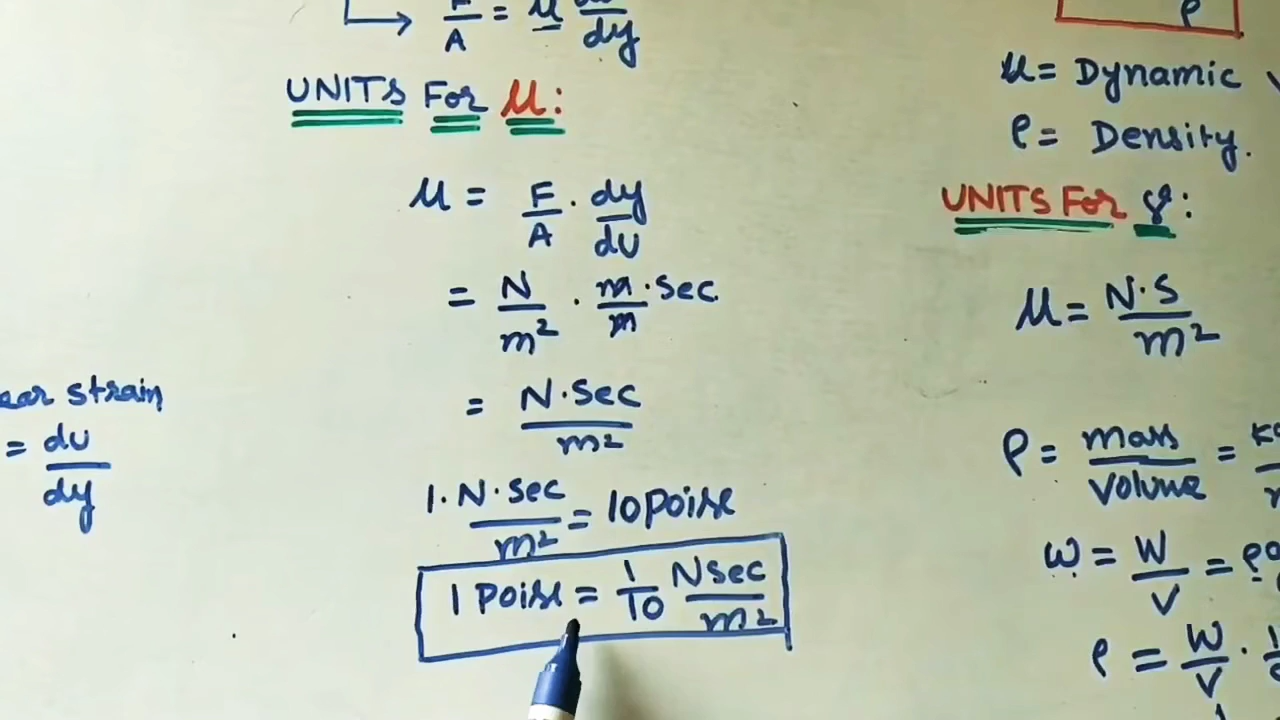 F/A = μ du/dy
UNITS FOR μ:
μ = F/A · dy/du
= N/m² · m/m · sec
= N·sec/m²
1· N·sec/m² = 10 Poise
1 Poise = 1/10 Nsec/m²
strain
= du/dy
ρ
μ = Dynamic
ρ = Density.
UNITS FOR γ:
μ = N·S/m²
ρ = mass/volume =
w = W/V =
ρ = W/V ·